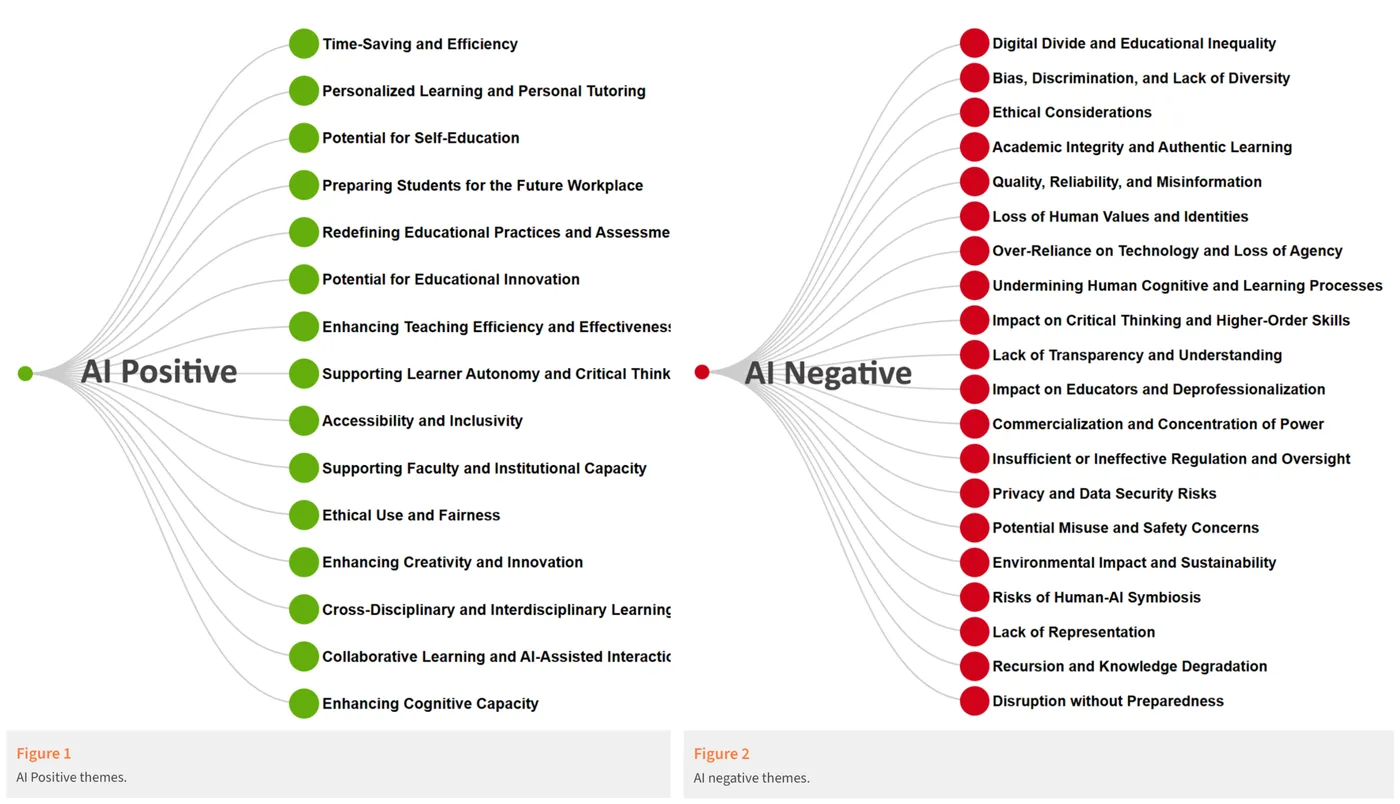 Time-Saving and Efficiency
Personalized Learning and Personal Tutoring
Potential for Self-Education
Preparing Students for the Future Workplace
Redefining Educational Practices and Assessme
Potential for Educational Innovation
Enhancing Teaching Efficiency and Effectiveness
AI Positive
Supporting Learner Autonomy and Critical Think
Accessibility and Inclusivity
Supporting Faculty and Institutional Capacity
Ethical Use and Fairness
Enhancing Creativity and Innovation
Cross-Disciplinary and Interdisciplinary Learning
Collaborative Learning and AI-Assisted Interactio
Enhancing Cognitive Capacity
Figure 1
AI Positive themes.
Digital Divide and Educational Inequality
Bias, Discrimination, and Lack of Diversity
Ethical Considerations
Academic Integrity and Authentic Learning
Quality, Reliability, and Misinformation
Loss of Human Values and Identities
Over-Reliance on Technology and Loss of Agency
Undermining Human Cognitive and Learning Processes
Impact on Critical Thinking and Higher-Order Skills
Lack of Transparency and Understanding
AI Negative
Impact on Educators and Deprofessionalization
Commercialization and Concentration of Power
Insufficient or Ineffective Regulation and Oversight
Privacy and Data Security Risks
Potential Misuse and Safety Concerns
Environmental Impact and Sustainability
Risks of Human-AI Symbiosis
Lack of Representation
Recursion and Knowledge Degradation
Disruption without Preparedness
Figure 2
AI negative themes.